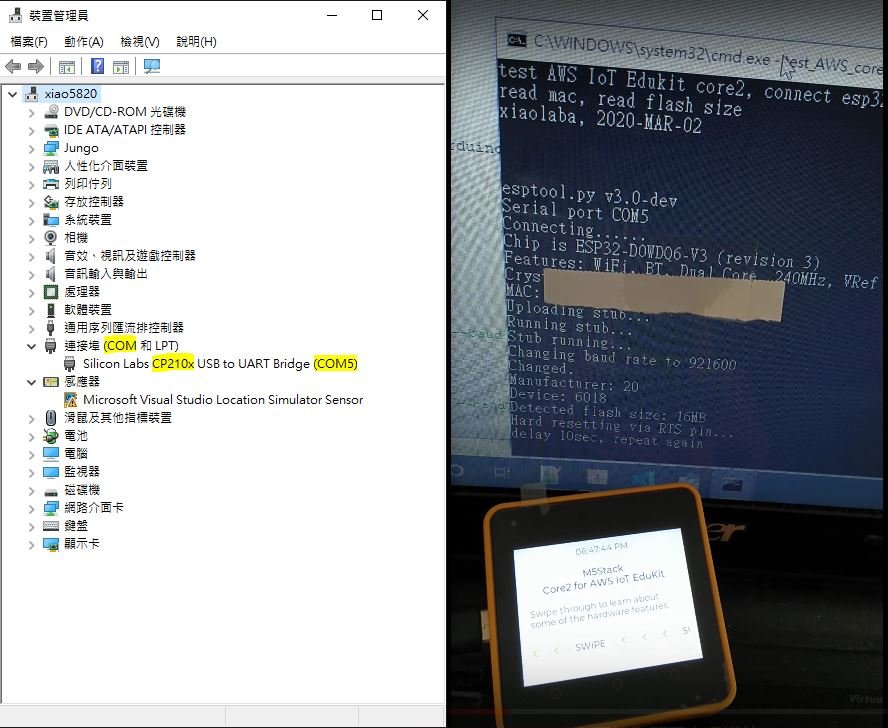 裝置管理員
檔案(F) 動作(A) 檢視(V) 說明(H)
xiao5820
DVD/CD-ROM 光碟機
IDE ATA/ATAPI 控制器
Jungo
人性化介面裝置
列印佇列
存放控制器
系統裝置
相機
音效、視訊及遊戲控制器
音訊輸入與輸出
處理器
軟體裝置
通用序列匯流排控制器
連接埠 (COM 和 LPT)
Silicon Labs CP210x USB to UART Bridge (COM5)
感應器
Microsoft Visual Studio Location Simulator Sensor
滑鼠及其他指標裝置
電池
電腦
監視器
磁碟機
網路介面卡
鍵盤
顯示卡
C:\WINDOWS\system32\cmd.exe - test_AWS_core
test AWS IoT Edukit core2, connect esp32
read mac, read flash size
xiaolaba, 2020-MAR-02
esptool.py v3.0-dev
Serial port COM5
Connecting......
Chip is ESP32-D0WDQ6-V3 (revision 3)
Features: WiFi, BT, Dual Core, 240MHz, VRef
Crys
MAC:
Uploading stub...
Running stub...
Stub running...
Changing baud rate to 921600
Changed.
Manufacturer: 20
Device: 6018
Detected flash size: 16MB
Hard resetting via RTS pin...
delay 10sec, repeat again
er
06:47:44 PM
M5Stack
Core2 for AWS IoT EduKit
Swipe through to learn about
some of the hardware features.
SWIPE
Virtu